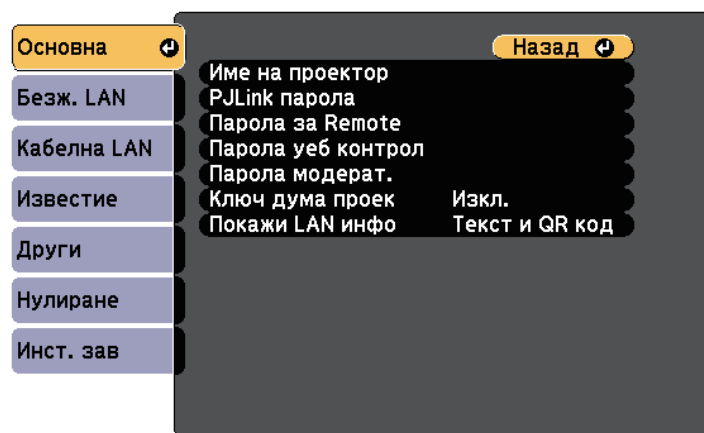 Основна
Безж. LAN
Кабелна LAN
Известие
Други
Нулиране
Инст. зав
Назад
Име на проектор
PJLink парола
Парола за Remote
Парола уеб контрол
Парола модерат.
Ключ дума проек Изкл.
Покажи LAN инфо Текст и QR код